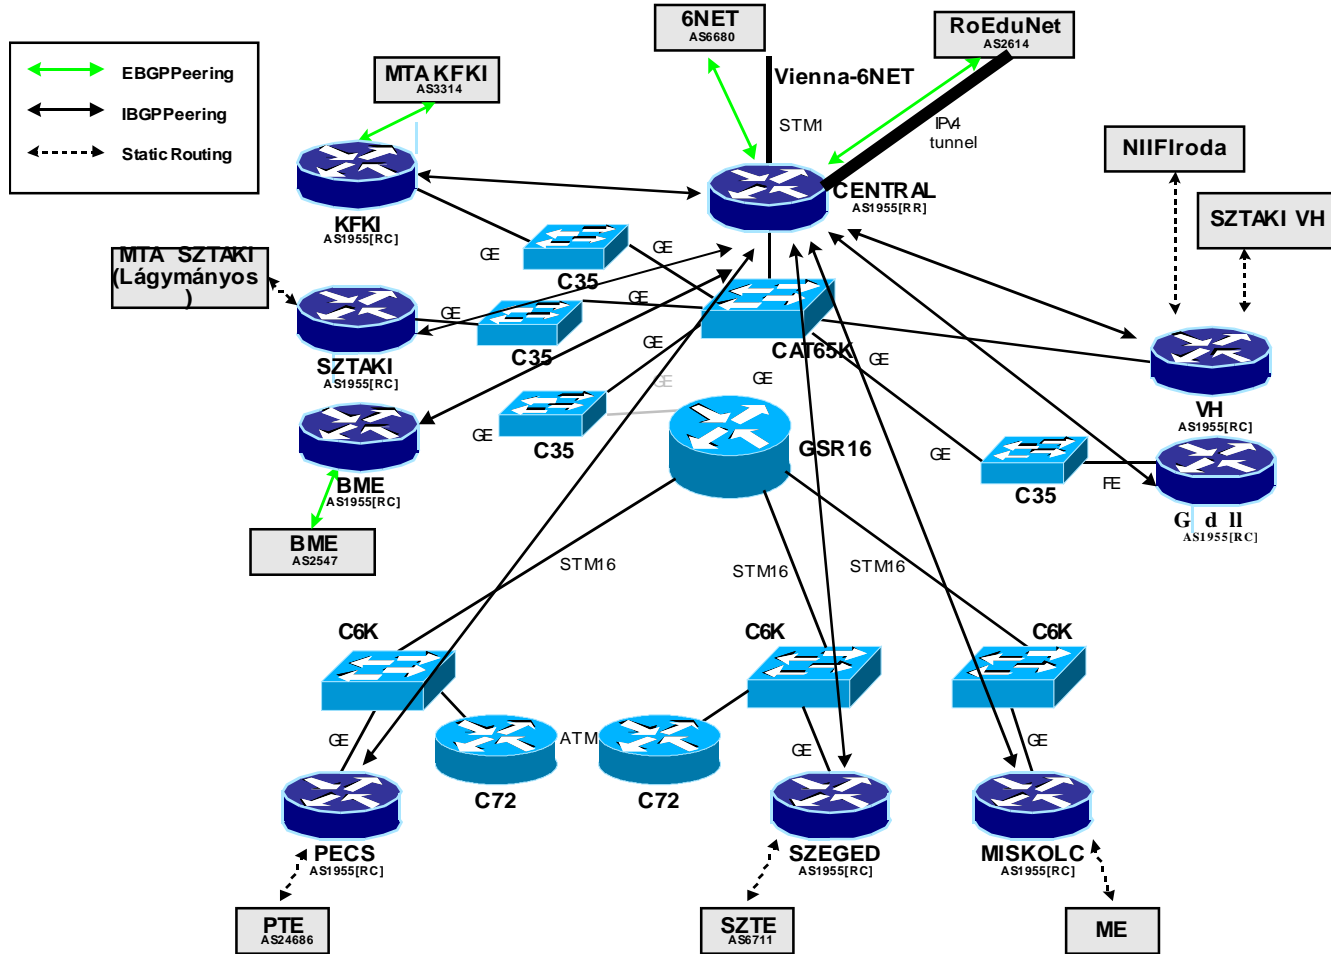 6NET
AS6680
RoEduNet
AS2614
EBGPPeering
IBGPPeering
Static Routing
MTAKFKI
AS3314
Vienna-6NET
STM1
IPv4
tunnel
NIIFIroda
SZTAKI VH
KFKI
AS1955[RC]
CENTRAL
AS1955[RR]
GE
GE
C35
MTA SZTAKI
(Lágymányos
)
GE
GE
C35
SZTAKI
AS1955[RC]
CAT65K
GE
GE
GE
GE
VH
AS1955[RC]
GE
C35
BME
AS1955[RC]
GSR16
GE
C35
FE
G d ll
AS1955[RC]
BME
AS2547
STM16
STM16
STM16
C6K
C6K
C6K
GE
ATM
GE
GE
C72
C72
PECS
AS1955[RC]
SZEGED
AS1955[RC]
MISKOLC
AS1955[RC]
PTE
AS24686
SZTE
AS6711
ME